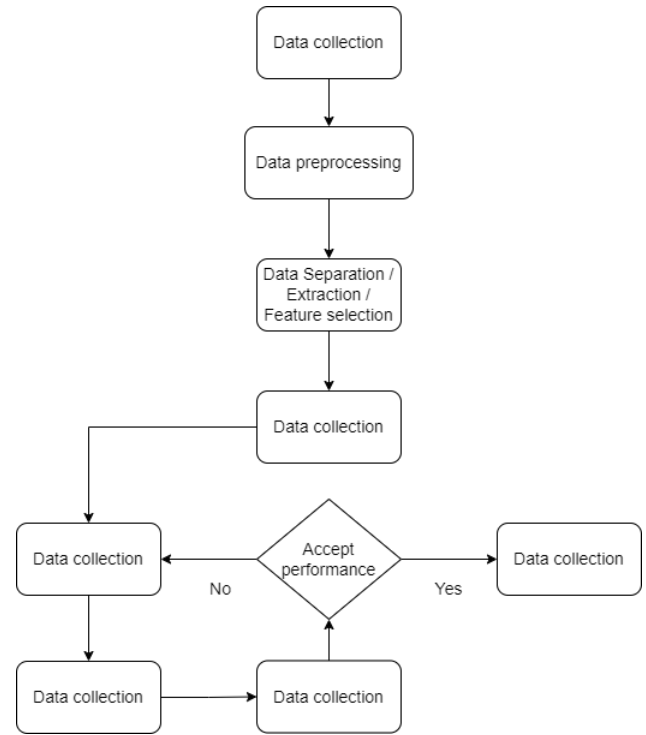 Data collection
Data preprocessing
Data Separation /
Extraction /
Feature selection
Data collection
Data collection
Accept
performance
Data collection
No
Yes
Data collection
Data collection